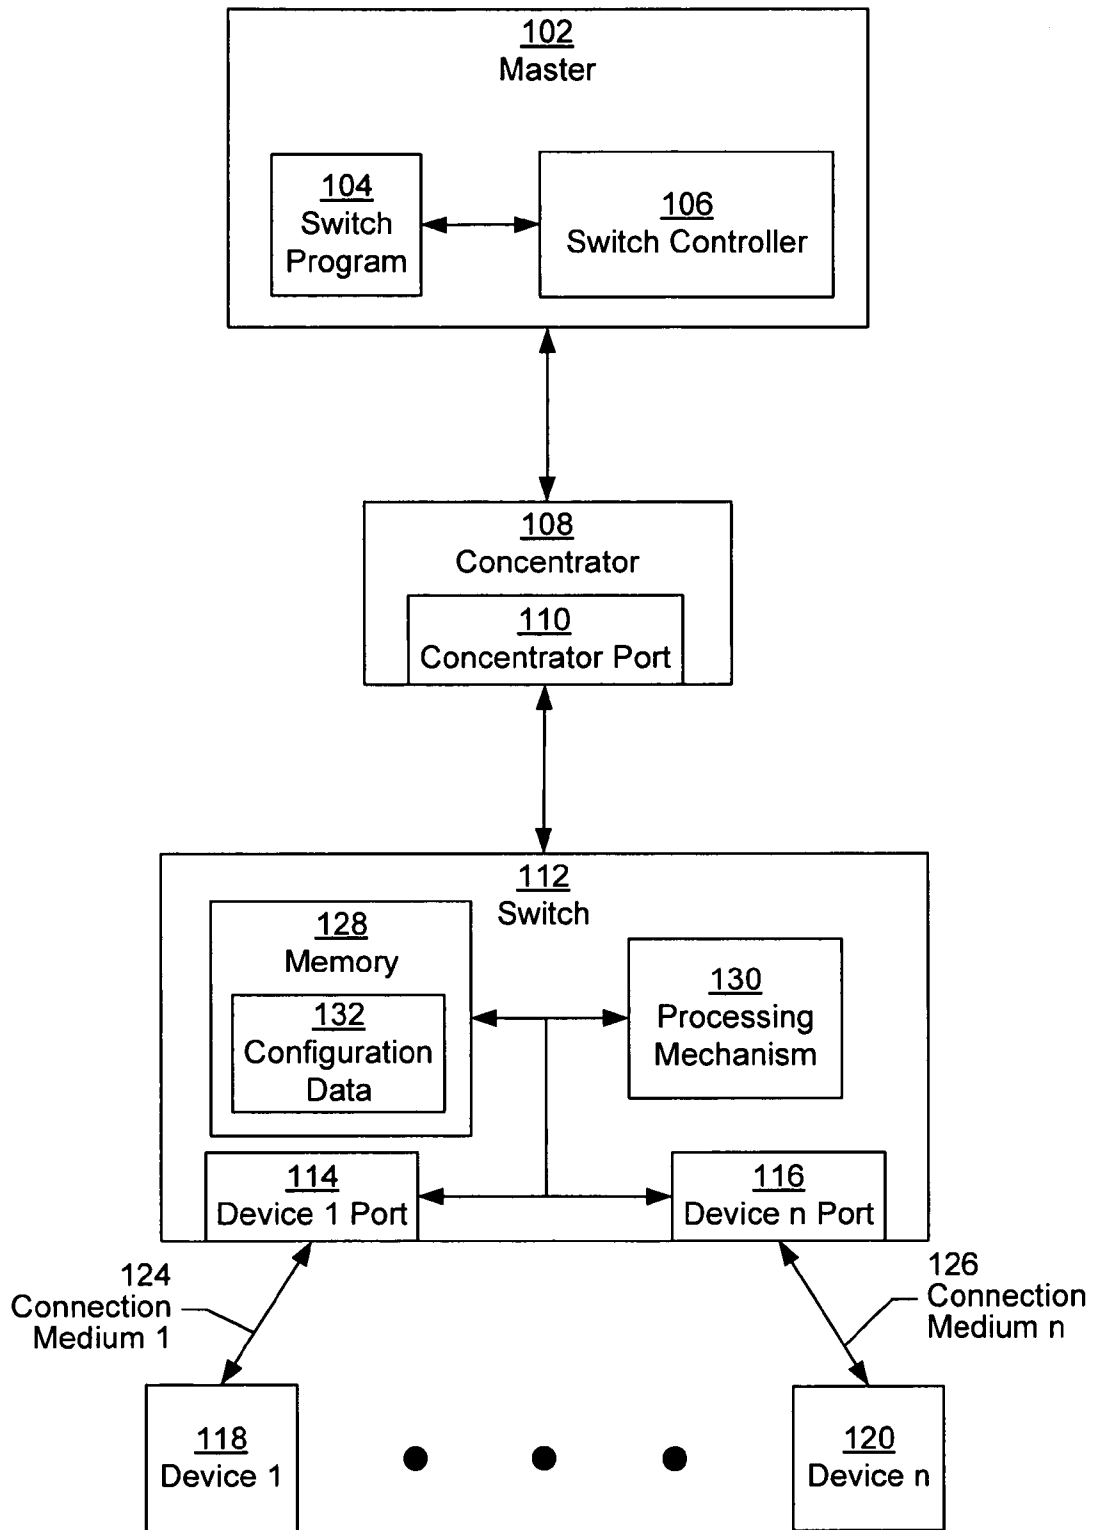 102
Master
104
Switch
Program
106
Switch Controller
108
Concentrator
110
Concentrator Port
112
Switch
128
Memory
132
Configuration
Data
130
Processing
Mechanism
114
Device 1 Port
116
Device n Port
124
Connection
Medium 1
126
Connection
Medium n
118
Device 1
120
Device n